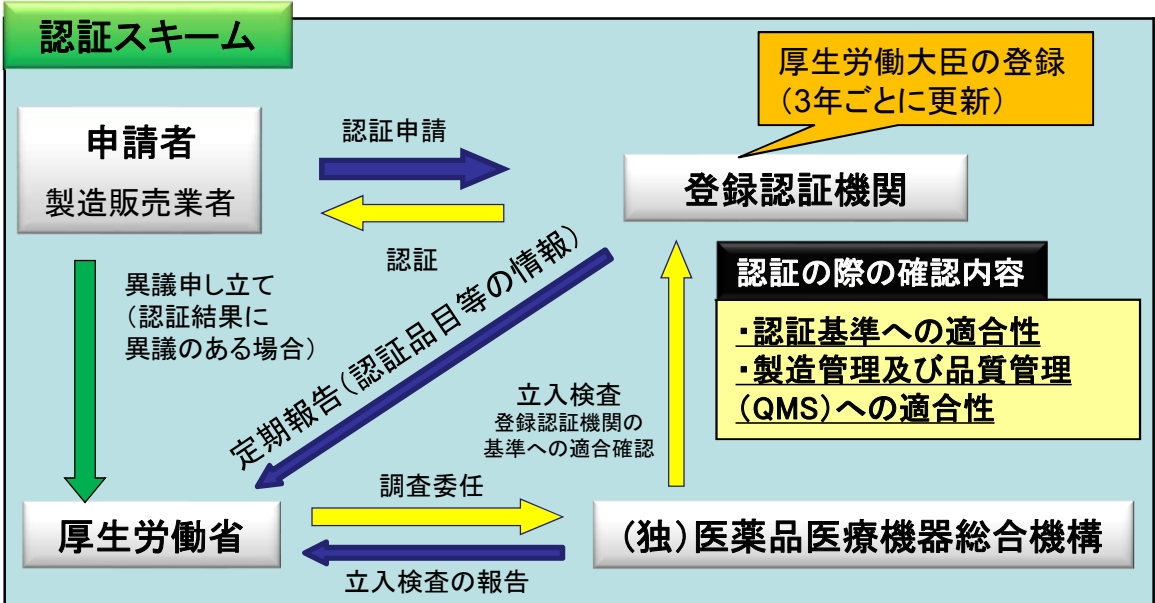 認証スキーム
厚生労働大臣の登録
（3年ごとに更新）
申請者
製造販売業者
認証申請
登録認証機関
認証
異議申し立て
（認証結果に
異議のある場合）
定期報告（認証品目等の情報）
認証の際の確認内容
・認証基準への適合性
・製造管理及び品質管理
（QMS）への適合性
立入検査
登録認証機関の
基準への適合確認
調査委任
厚生労働省
（独）医薬品医療機器総合機構
立入検査の報告